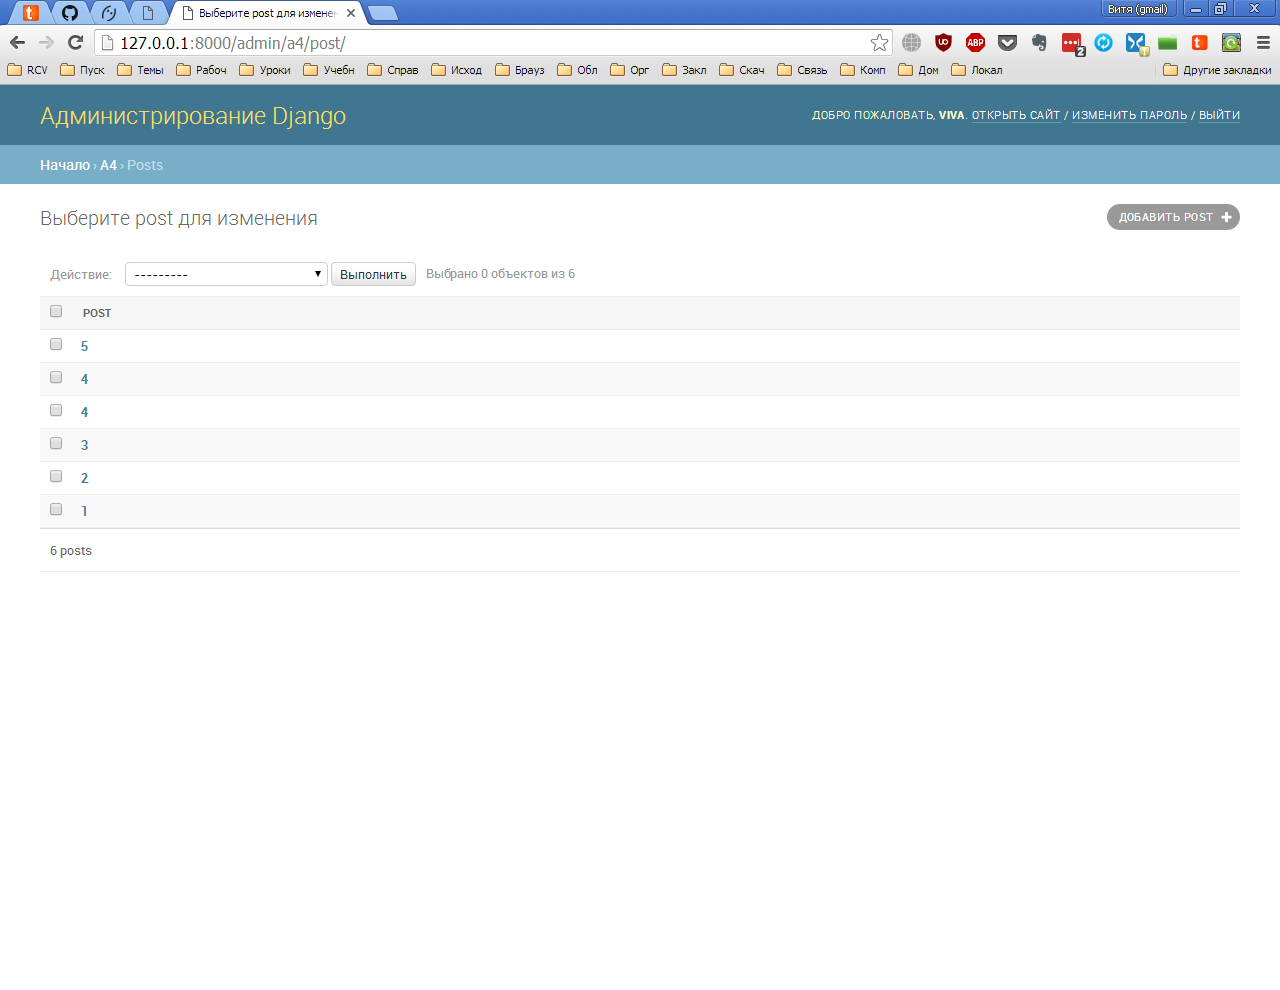 Выберите post для изменен
Витя (gmail)
127.0.0.1:8000/admin/a4/post/
RCV Пуск Темы Рабоч Уроки Учебн Справ Исход Брауз Обл Орг Закл Скач Связь Комп Дом Локал Другие закладки
Администрирование Django
ДОБРО ПОЖАЛОВАТЬ, VIVA. ОТКРЫТЬ САЙТ / ИЗМЕНИТЬ ПАРОЛЬ / ВЫЙТИ
Начало › A4 › Posts
Выберите post для изменения
ДОБАВИТЬ POST +
Действие: --------- Выполнить Выбрано 0 объектов из 6
POST
5
4
4
3
2
1
6 posts